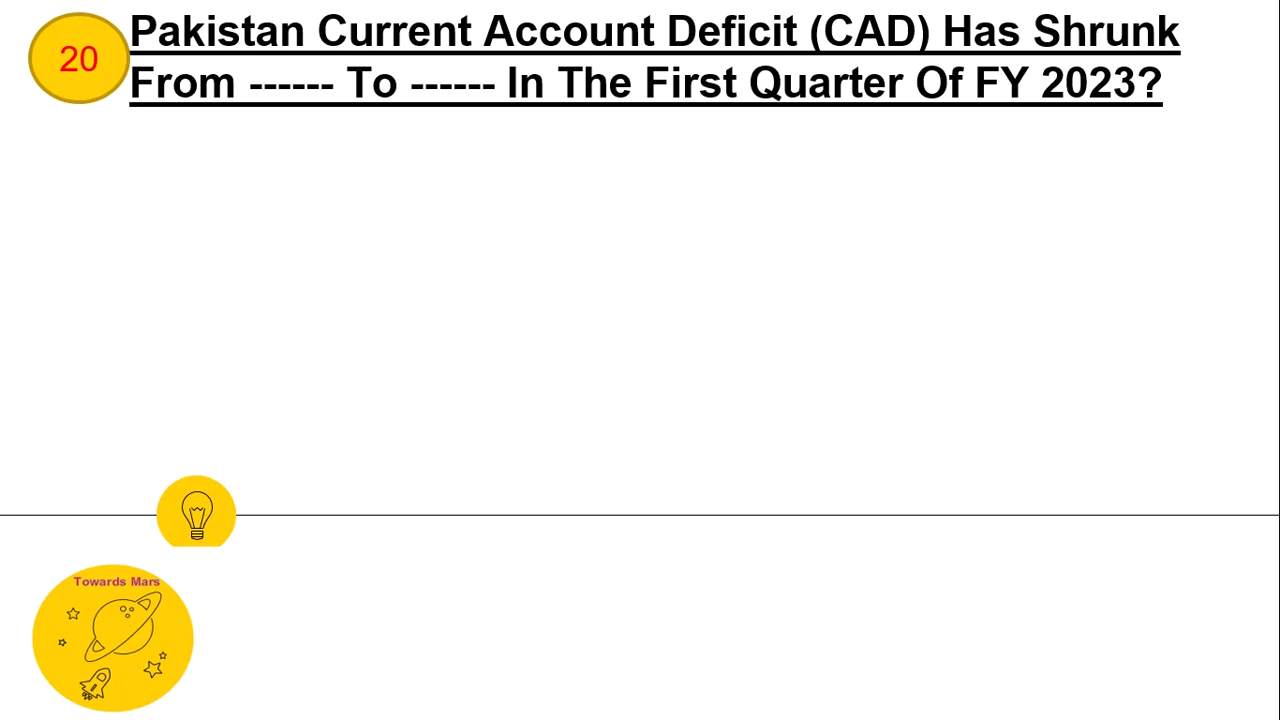 20
Pakistan Current Account Deficit (CAD) Has Shrunk
From ------ To ------ In The First Quarter Of FY 2023?
Towards Mars